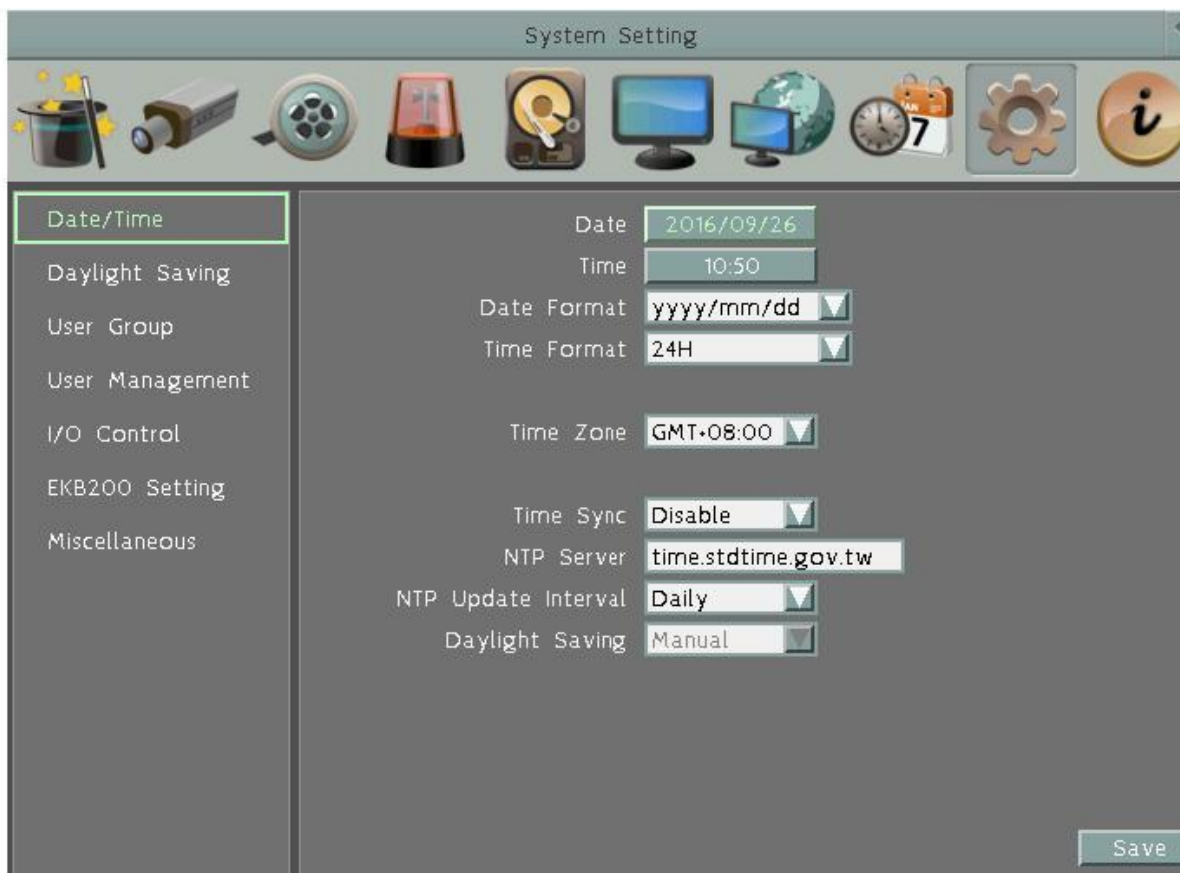 System Setting
JAN
7
i
Date/Time
Daylight Saving
User Group
User Management
I/O Control
EKB200 Setting
Miscellaneous
Date 2016/09/26
Time 10:50
Date Format yyyy/mm/dd
Time Format 24H
Time Zone GMT+08:00
Time Sync Disable
NTP Server time.stdtime.gov.tw
NTP Update Interval Daily
Daylight Saving Manual
Save